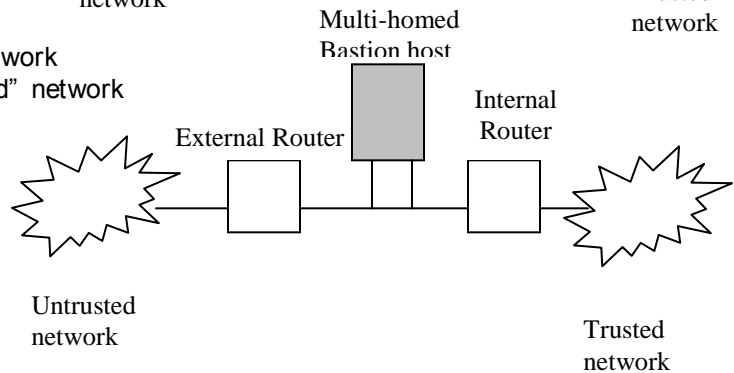 network
Multi-homed
Bastion host
network
work
d” network
External Router
Internal
Router
Untrusted
network
Trusted
network